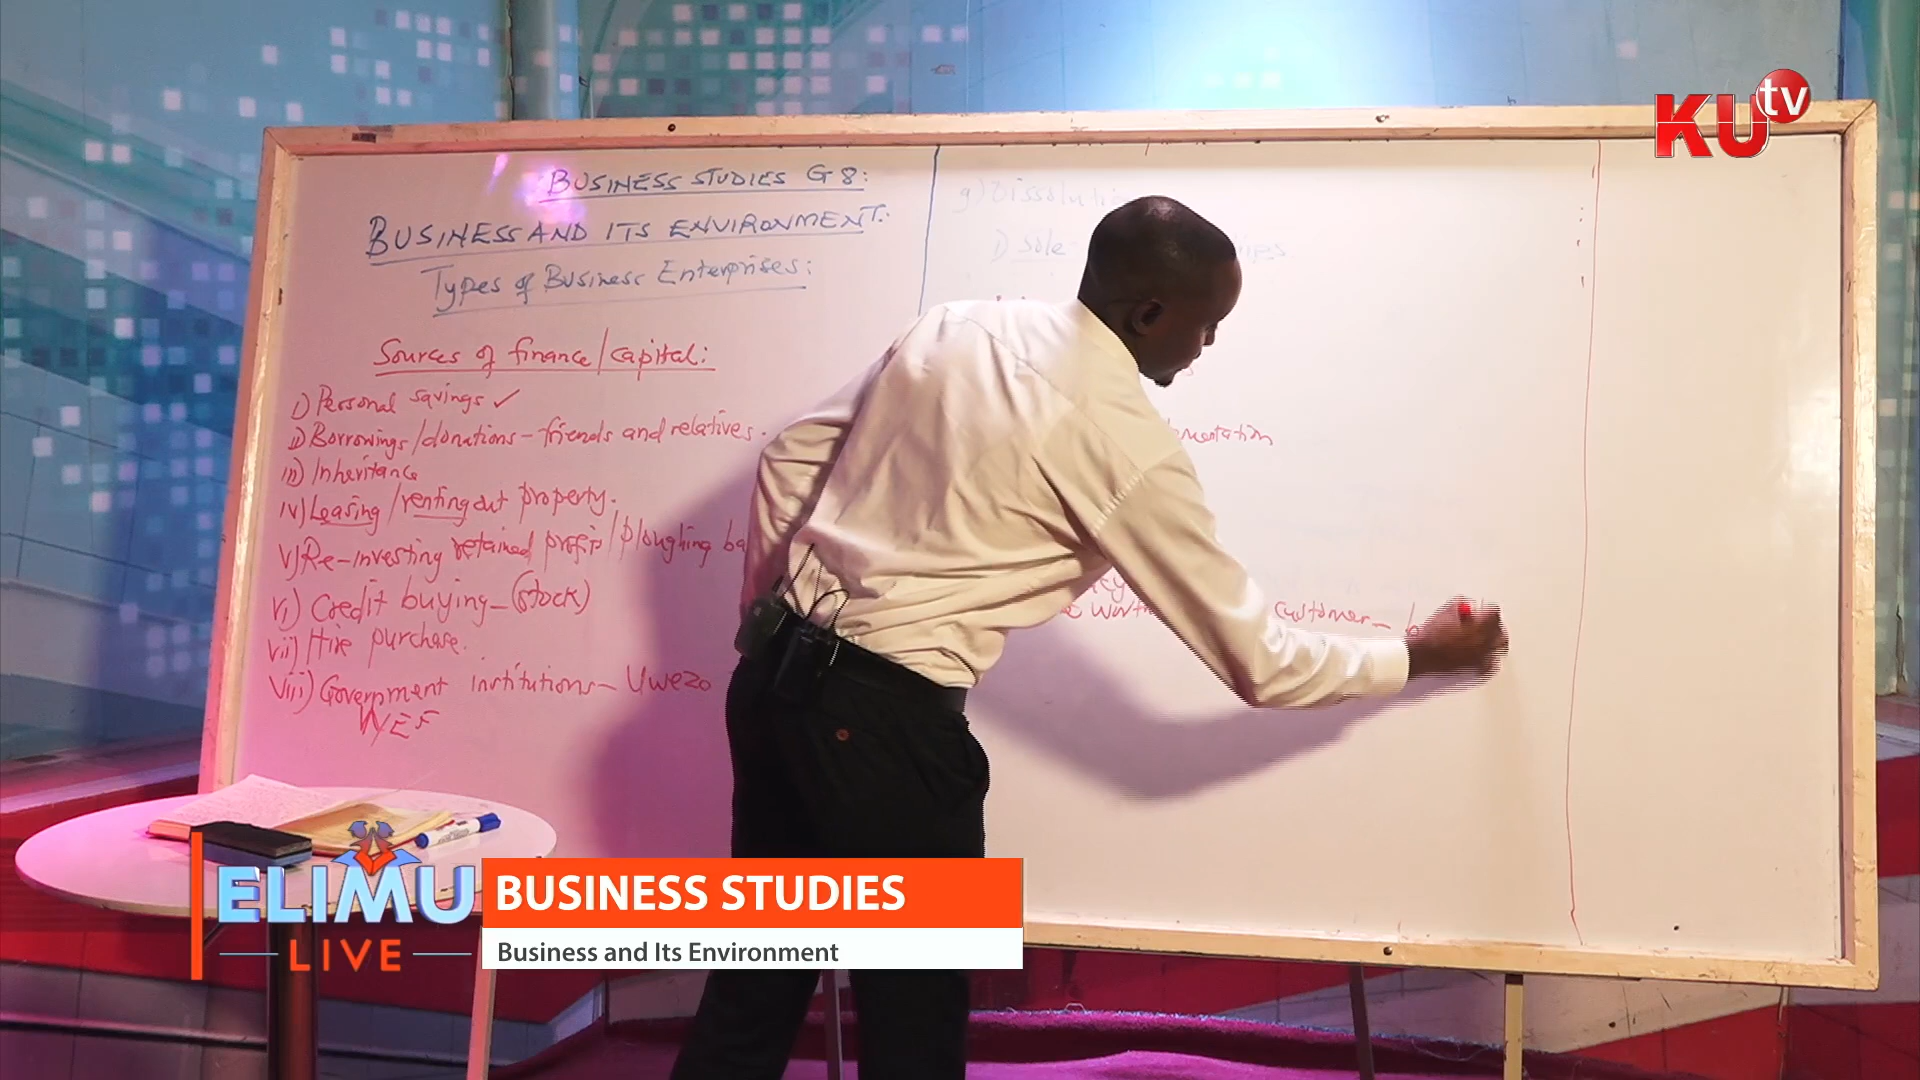 KU tv
BUSINESS STUDIES G8:
BUSINESS AND ITS ENVIRONMENT:
Types of Business Enterprises:
Sources of finance/capital:
i) Personal savings ✓
ii) Borrowings/donations - friends and relatives.
iii) Inheritance
iv) Leasing/renting out property.
v) Re-investing retained profit/ploughing ba
vi) Credit buying - (stock)
vii) Hire purchase.
viii) Government institutions - Uwezo
WEF
g) Dissoluti
i) sole
customer -
ELIMU
LIVE
BUSINESS STUDIES
Business and Its Environment